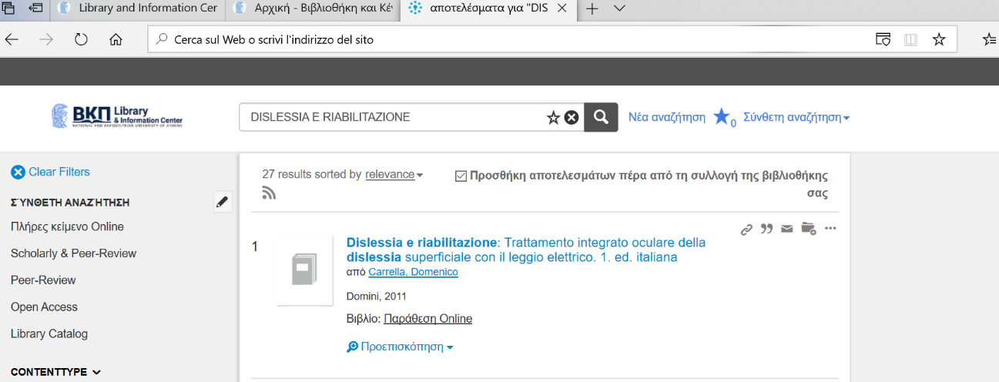 Library and Information Cer
Αρχική - Βιβλιοθήκη και Κέν
αποτελέσματα για "DIS
Cerca sul Web o scrivi l'indirizzo del sito
ΒΚΠ Library
& Information Center
NATIONAL AND KAPODISTRIAN UNIVERSITY OF ATHENS
DISLESSIA E RIABILITAZIONE
Νέα αναζήτηση
0
Σύνθετη αναζήτηση
Clear Filters
27 results sorted by relevance
Προσθήκη αποτελεσμάτων πέρα από τη συλλογή της βιβλιοθήκης
σας
ΣΎΝΘΕΤΗ ΑΝΑΖΉΤΗΣΗ
Πλήρες κείμενο Online
Scholarly & Peer-Review
Peer-Review
Open Access
Library Catalog
CONTENTTYPE
1
Dislessia e riabilitazione: Trattamento integrato oculare della
dislessia superficiale con il leggio elettrico. 1. ed. italiana
από Carrella, Domenico
Domini, 2011
Βιβλίο: Παράθεση Online
Προεπισκόπηση